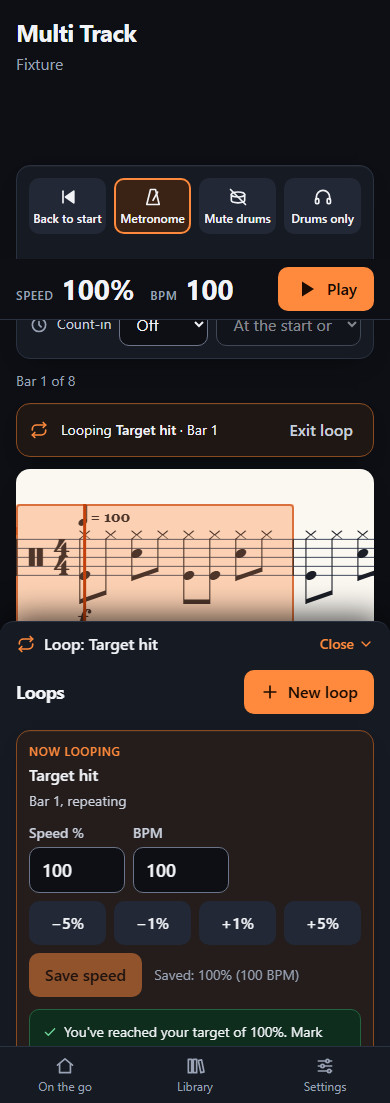 Multi Track
Fixture
Back to start
Metronome
Mute drums
Drums only
SPEED 100% BPM 100
Play
Count-in
Off
At the start or
Bar 1 of 8
Looping Target hit · Bar 1
Exit loop
= 100
4
4
f
Loop: Target hit
Close
Loops
New loop
NOW LOOPING
Target hit
Bar 1, repeating
Speed %
BPM
100
100
−5%
−1%
+1%
+5%
Save speed
Saved: 100% (100 BPM)
You've reached your target of 100%. Mark
On the go
Library
Settings